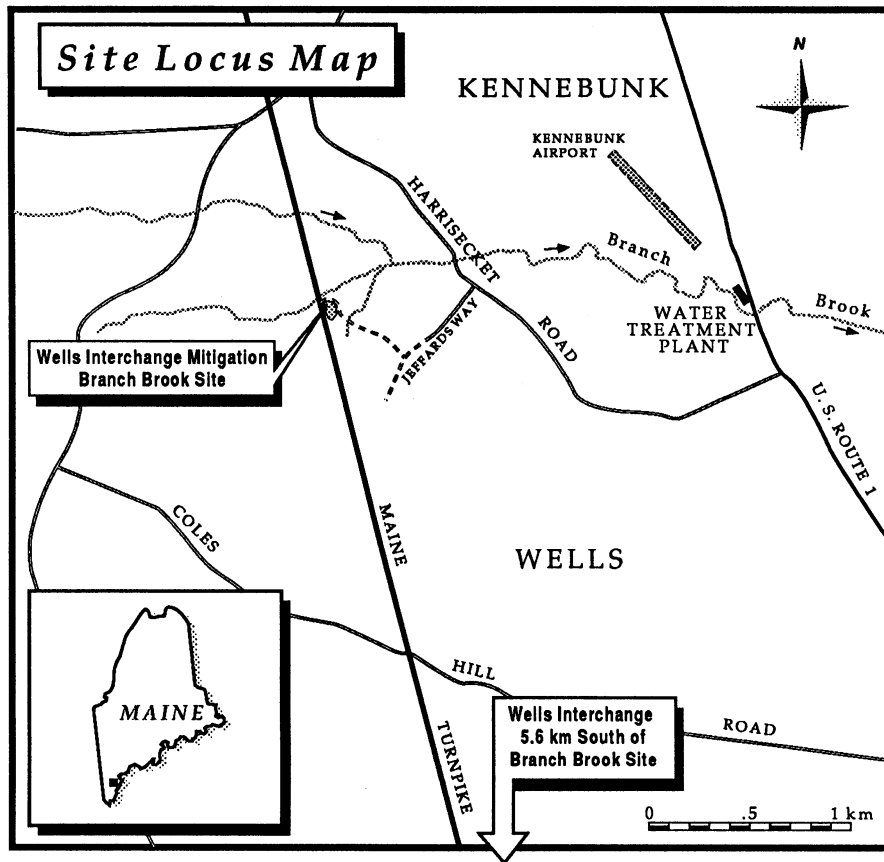 Site Locus Map
KENNEBUNK
N
KENNEBUNK
AIRPORT
HARRISECKET
ROAD
Branch
Brook
WATER
TREATMENT
PLANT
Wells Interchange Mitigation
Branch Brook Site
JEFFARDS WAY
U. S. ROUTE 1
COLES
HILL
ROAD
MAINE
TURNPIKE
WELLS
MAINE
Wells Interchange
5.6 km South of
Branch Brook Site
0 .5 1 km